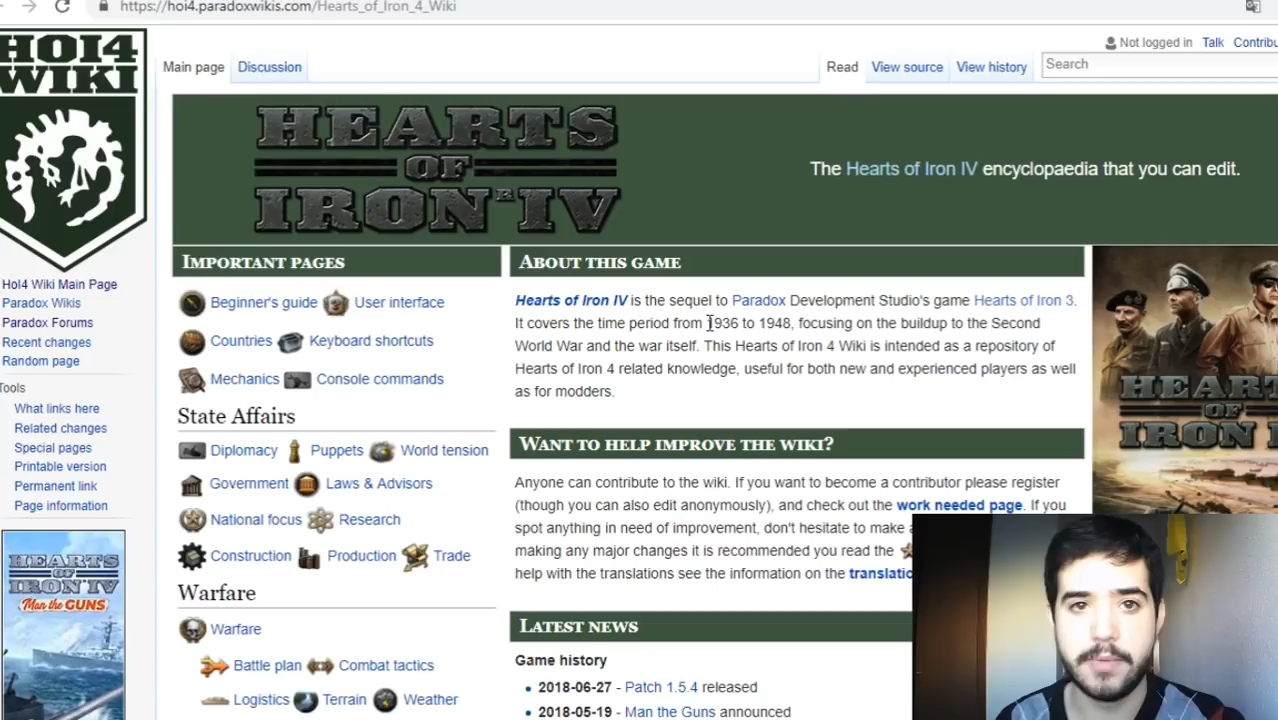 https://hoi4.paradoxwikis.com/Hearts_of_Iron_4_Wiki
HOI4
WIKI
Not logged in Talk
Main page Discussion Read View source View history Search
HEARTS
OF
IRON IV
The Hearts of Iron IV encyclopaedia that you can edit.
HoI4 Wiki Main Page
Paradox Wikis
Paradox Forums
Recent changes
Random page
Tools
What links here
Related changes
Special pages
Printable version
Permanent link
Page information
HEARTS
OF
IRON IV
Man the GUNS
IMPORTANT PAGES
Beginner's guide User interface
Countries Keyboard shortcuts
Mechanics Console commands
State Affairs
Diplomacy Puppets World tension
Government Laws & Advisors
National focus Research
Construction Production Trade
Warfare
Warfare
Battle plan Combat tactics
Logistics Terrain Weather
ABOUT THIS GAME
Hearts of Iron IV is the sequel to Paradox Development Studio's game Hearts of Iron 3.
It covers the time period from 1936 to 1948, focusing on the buildup to the Second
World War and the war itself. This Hearts of Iron 4 Wiki is intended as a repository of
Hearts of Iron 4 related knowledge, useful for both new and experienced players as well
as for modders.
WANT TO HELP IMPROVE THE WIKI?
Anyone can contribute to the wiki. If you want to become a contributor please register
(though you can also edit anonymously), and check out the work needed page. If you
spot anything in need of improvement, don't hesitate to make
making any major changes it is recommended you read the
help with the translations see the information on the
LATEST NEWS
Game history
2018-06-27 - Patch 1.5.4 released
2018-05-19 - Man the Guns announced
HEARTS
OF